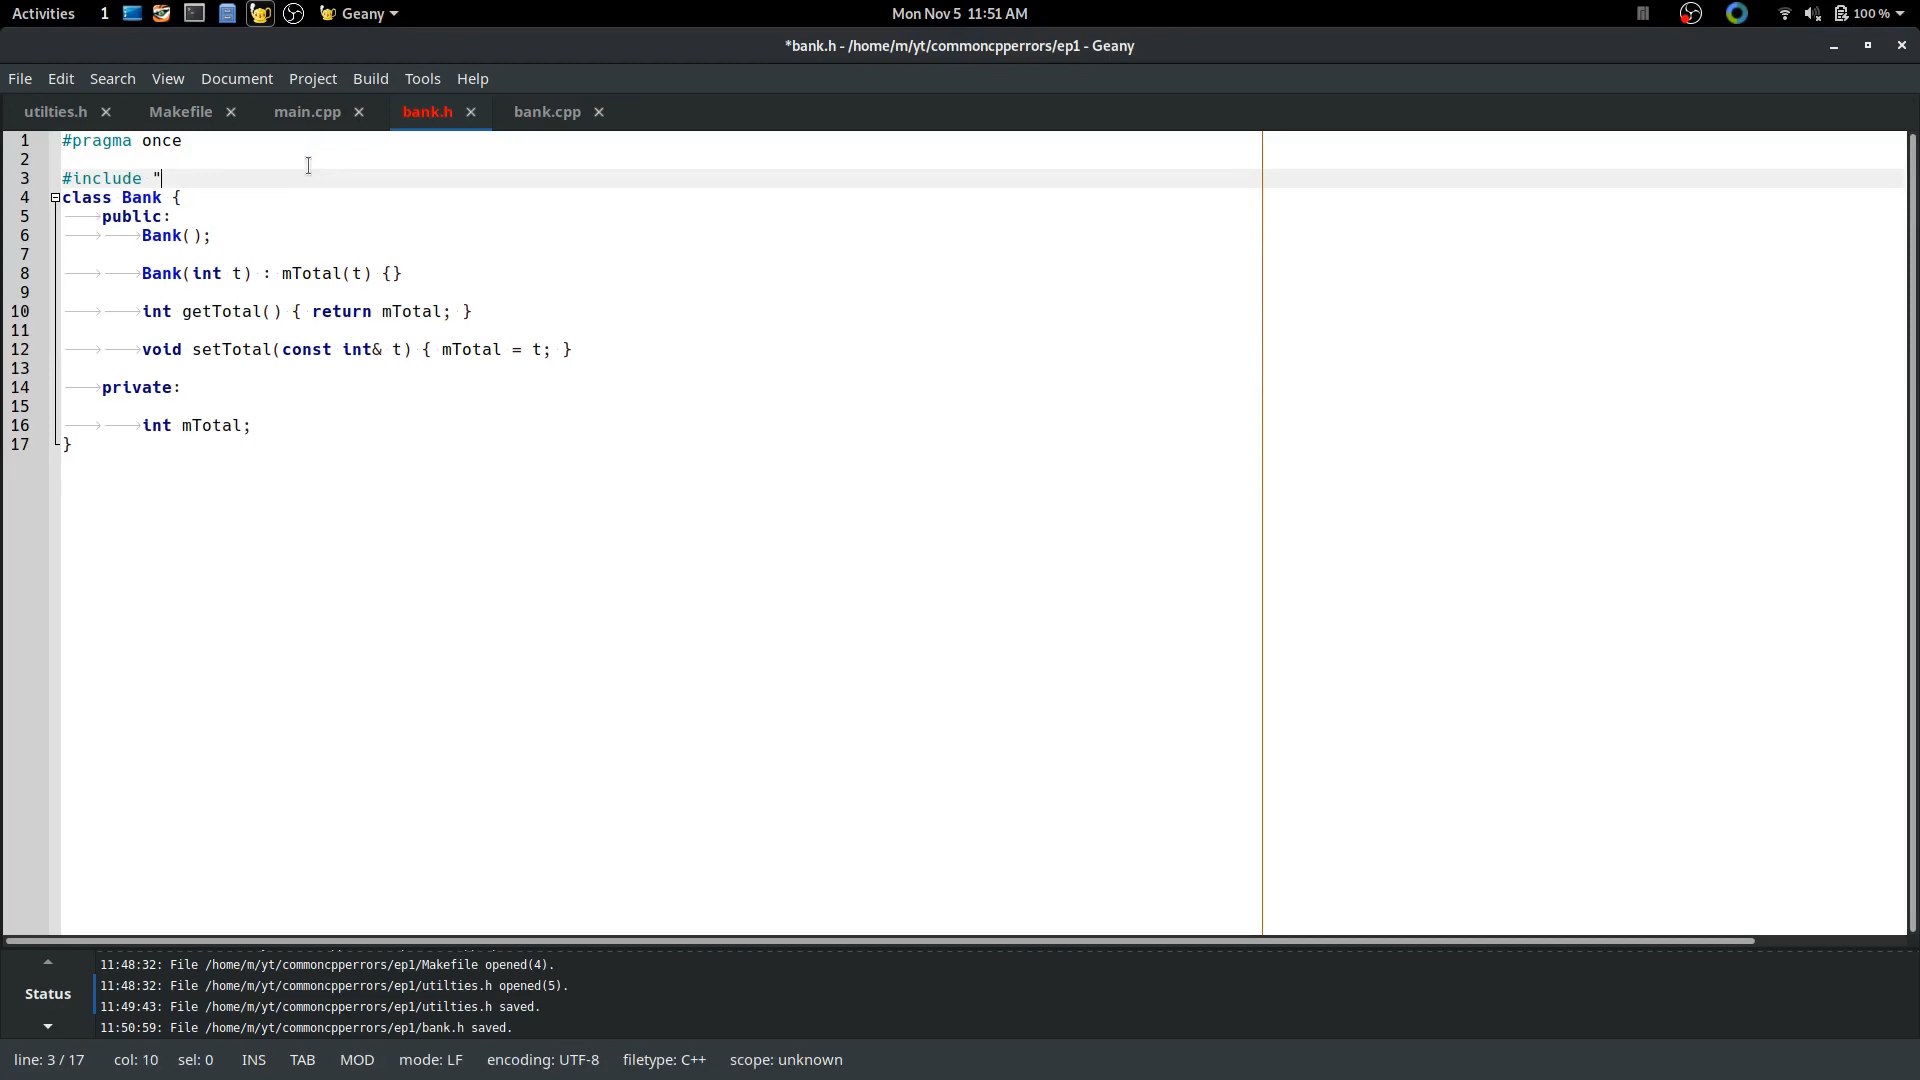 Activities 1 Geany Mon Nov 5 11:51 AM 100 %
*bank.h - /home/m/yt/commoncpperrors/ep1 - Geany
File Edit Search View Document Project Build Tools Help
utilties.h Makefile main.cpp bank.h bank.cpp
1 #pragma once
2
3 #include "
4 class Bank {
5 public:
6 Bank();
7
8 Bank(int t) : mTotal(t) {}
9
10 int getTotal() { return mTotal; }
11
12 void setTotal(const int& t) { mTotal = t; }
13
14 private:
15
16 int mTotal;
17 }
Status
11:48:32: File /home/m/yt/commoncpperrors/ep1/Makefile opened(4).
11:48:32: File /home/m/yt/commoncpperrors/ep1/utilties.h opened(5).
11:49:43: File /home/m/yt/commoncpperrors/ep1/utilties.h saved.
11:50:59: File /home/m/yt/commoncpperrors/ep1/bank.h saved.
line: 3 / 17 col: 10 sel: 0 INS TAB MOD mode: LF encoding: UTF-8 filetype: C++ scope: unknown